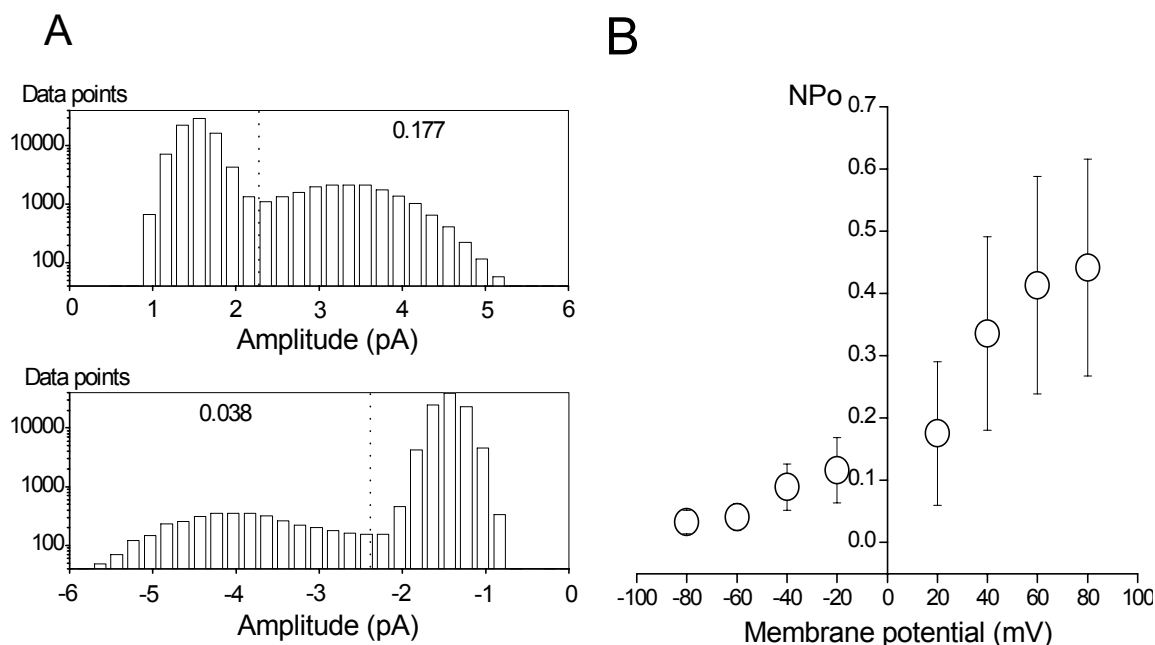 A
Data points
0.177
10000
1000
100
0 1 2 3 4 5 6
Amplitude (pA)
Data points
0.038
10000
1000
100
-6 -5 -4 -3 -2 -1 0
Amplitude (pA)
B
NPo
0.7
0.6
0.5
0.4
0.3
0.2
0.1
0.0
-100 -80 -60 -40 -20 0 20 40 60 80 100
Membrane potential (mV)